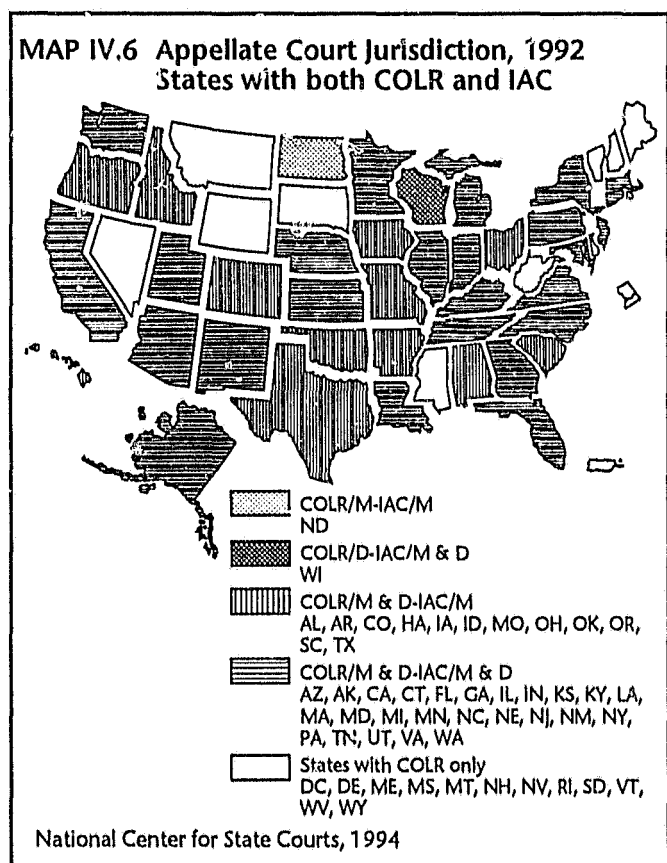 MAP IV.6 Appellate Court Jurisdiction, 1992
States with both COLR and IAC
COLR/M-IAC/M
ND
COLR/D-IAC/M & D
WI
COLR/M & D-IAC/M
AL, AR, CO, HA, IA, ID, MO, OH, OK, OR,
SC, TX
COLR/M & D-IAC/M & D
AZ, AK, CA, CT, FL, GA, IL, IN, KS, KY, LA,
MA, MD, MI, MN, NC, NE, NJ, NM, NY,
PA, TN, UT, VA, WA
States with COLR only
DC, DE, ME, MS, MT, NH, NV, RI, SD, VT,
WV, WY
National Center for State Courts, 1994